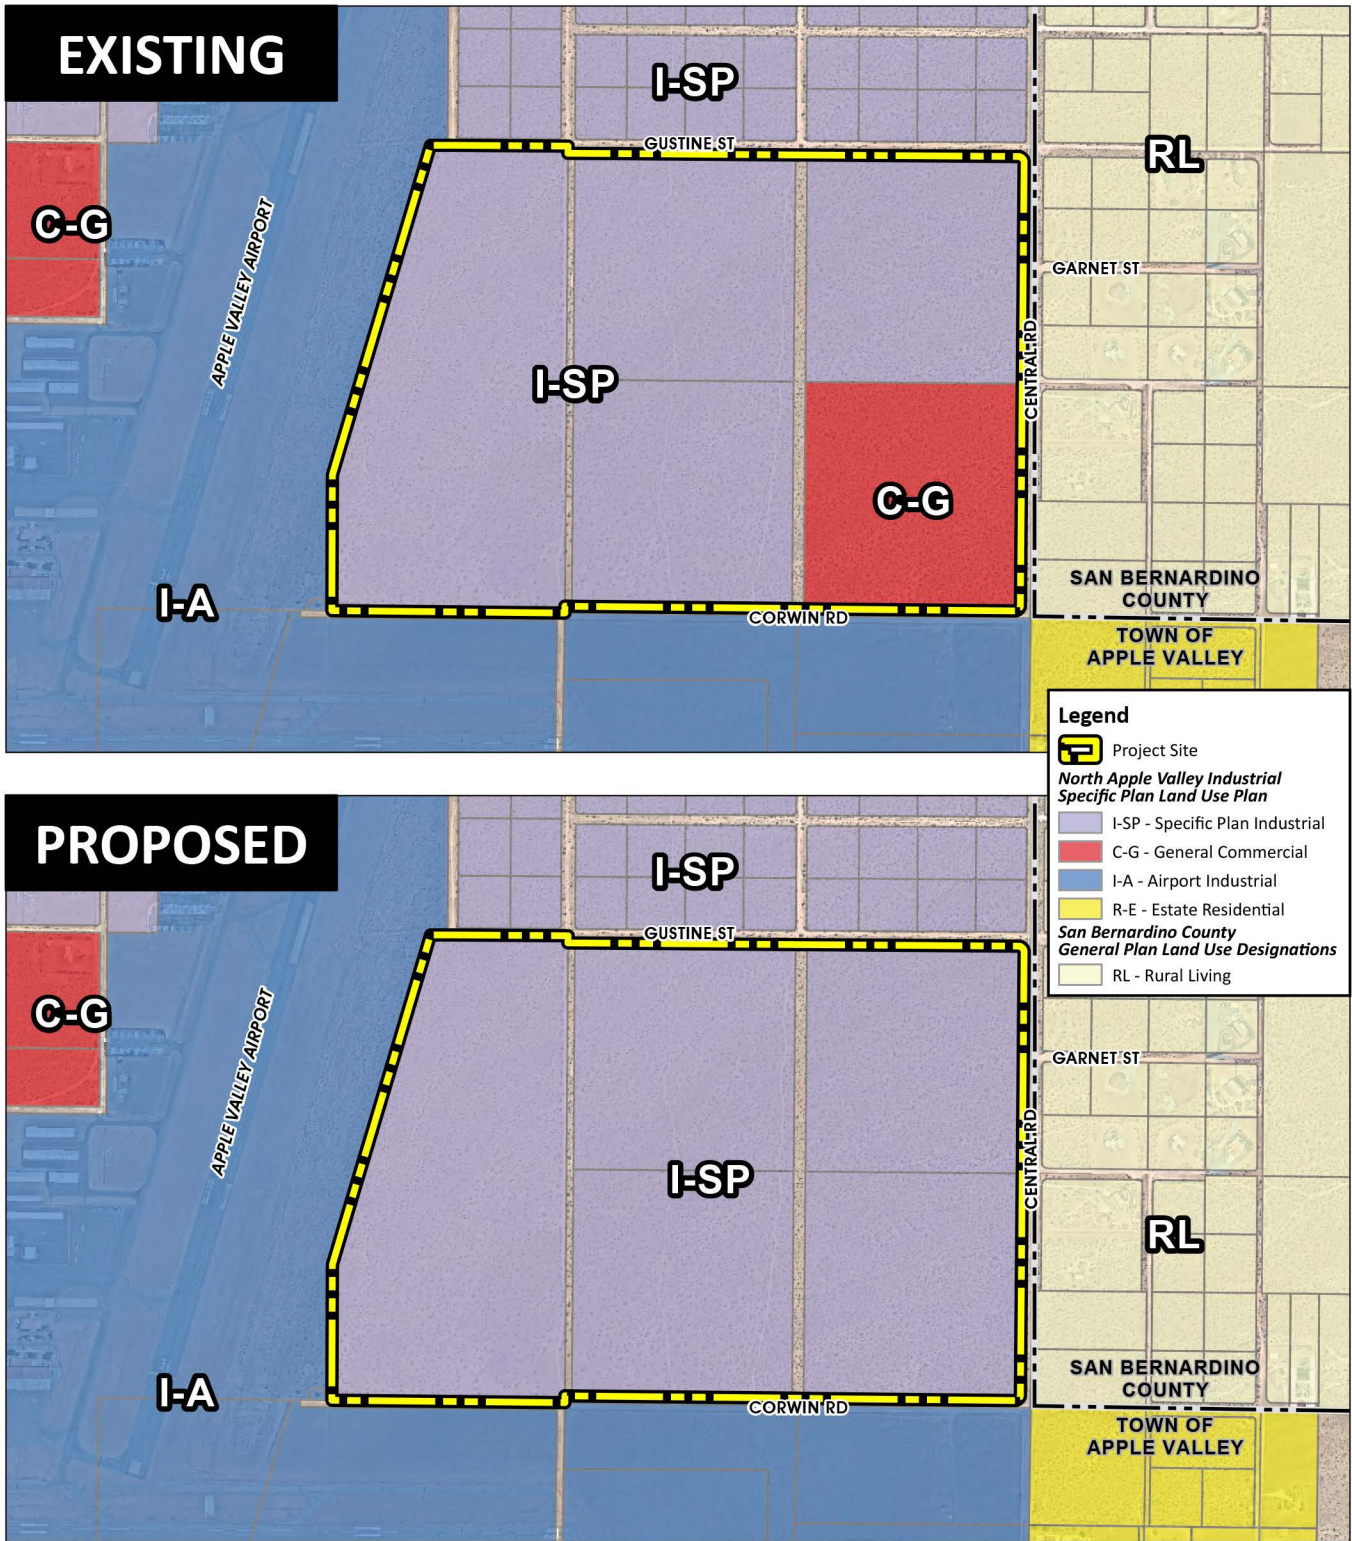 EXISTING
I-SP
GUSTINE ST
RL
C-G
APPLE VALLEY AIRPORT
GARNET ST
CENTRAL RD
I-SP
C-G
I-A
CORWIN RD
SAN BERNARDINO
COUNTY
TOWN OF
APPLE VALLEY
Legend
Project Site
North Apple Valley Industrial
Specific Plan Land Use Plan
I-SP - Specific Plan Industrial
C-G - General Commercial
I-A - Airport Industrial
R-E - Estate Residential
San Bernardino County
General Plan Land Use Designations
RL - Rural Living
PROPOSED
I-SP
GUSTINE ST
C-G
APPLE VALLEY AIRPORT
GARNET ST
CENTRAL RD
I-SP
RL
I-A
CORWIN RD
SAN BERNARDINO
COUNTY
TOWN OF
APPLE VALLEY